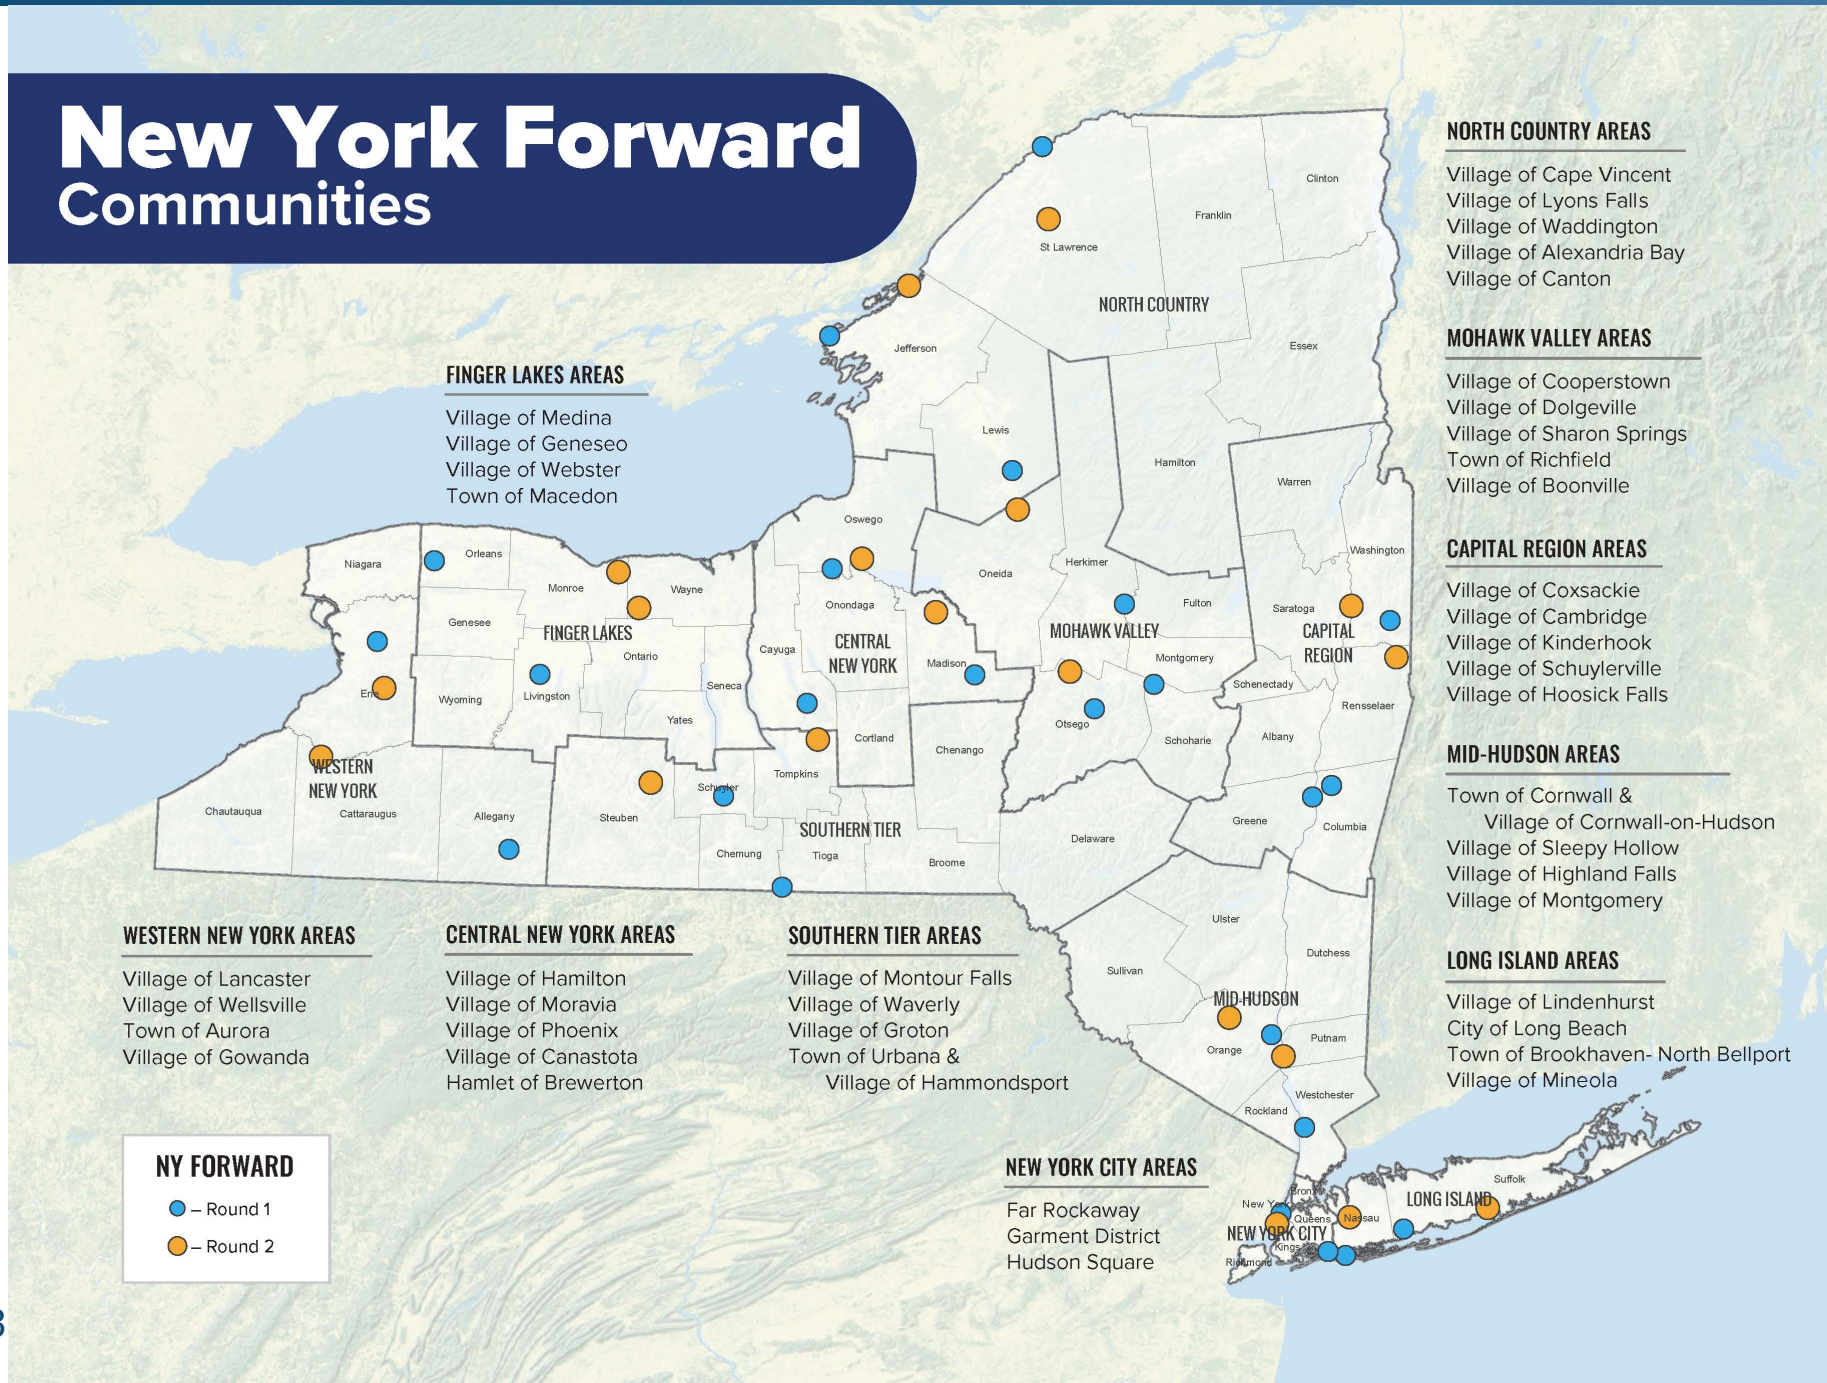 New York Forward
Communities
NORTH COUNTRY AREAS
Village of Cape Vincent
Village of Lyons Falls
Village of Waddington
Village of Alexandria Bay
Village of Canton
MOHAWK VALLEY AREAS
Village of Cooperstown
Village of Dolgeville
Village of Sharon Springs
Town of Richfield
Village of Boonville
CAPITAL REGION AREAS
Village of Coxsackie
Village of Cambridge
Village of Kinderhook
Village of Schuylerville
Village of Hoosick Falls
MID-HUDSON AREAS
Town of Cornwall &
Village of Cornwall-on-Hudson
Village of Sleepy Hollow
Village of Highland Falls
Village of Montgomery
LONG ISLAND AREAS
Village of Lindenhurst
City of Long Beach
Town of Brookhaven- North Bellport
Village of Mineola
FINGER LAKES AREAS
Village of Medina
Village of Geneseo
Village of Webster
Town of Macedon
WESTERN NEW YORK AREAS
Village of Lancaster
Village of Wellsville
Town of Aurora
Village of Gowanda
CENTRAL NEW YORK AREAS
Village of Hamilton
Village of Moravia
Village of Phoenix
Village of Canastota
Hamlet of Brewerton
SOUTHERN TIER AREAS
Village of Montour Falls
Village of Waverly
Village of Groton
Town of Urbana &
Village of Hammondsport
NEW YORK CITY AREAS
Far Rockaway
Garment District
Hudson Square
NY FORWARD
– Round 1
– Round 2
Clinton
Franklin
St Lawrence
NORTH COUNTRY
Jefferson
Essex
Lewis
Hamilton
Warren
Oswego
Washington
Niagara
Orleans
Monroe
Wayne
Oneida
Herkimer
Fulton
Saratoga
Genesee
FINGER LAKES
Onondaga
CENTRAL
NEW YORK
MOHAWK VALLEY
CAPITAL
REGION
Ontario
Cayuga
Madison
Montgomery
Erie
Wyoming
Livingston
Seneca
Schenectady
Rensselaer
Yates
Otsego
Cortland
Chenango
Schoharie
Albany
WESTERN
NEW YORK
Tompkins
Schuyler
Chautauqua
Cattaraugus
Allegany
Steuben
SOUTHERN TIER
Greene
Columbia
Delaware
Chemung
Tioga
Broome
Ulster
Dutchess
Sullivan
MID-HUDSON
Orange
Putnam
Westchester
Rockland
Suffolk
LONG ISLAND
Bronx
New York
Queens
Nassau
NEW YORK CITY
Kings
Richmond